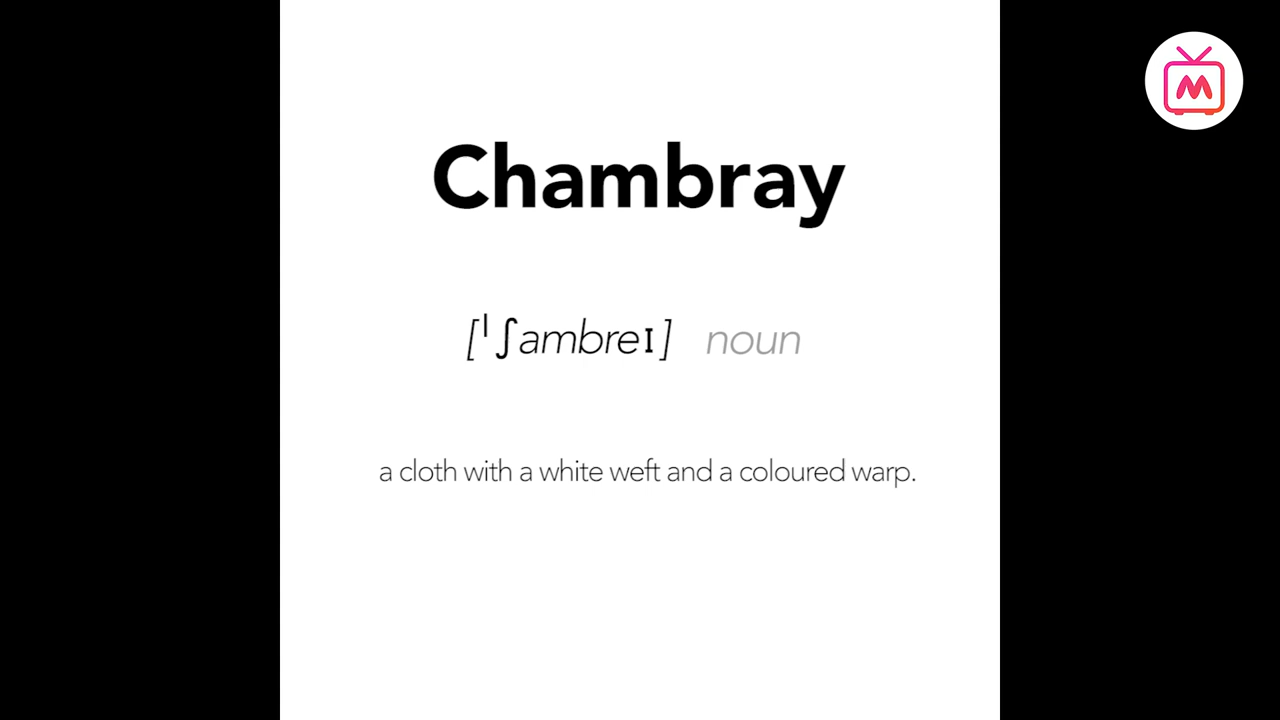 Chambray
[ˈʃambreɪ] noun
a cloth with a white weft and a coloured warp.